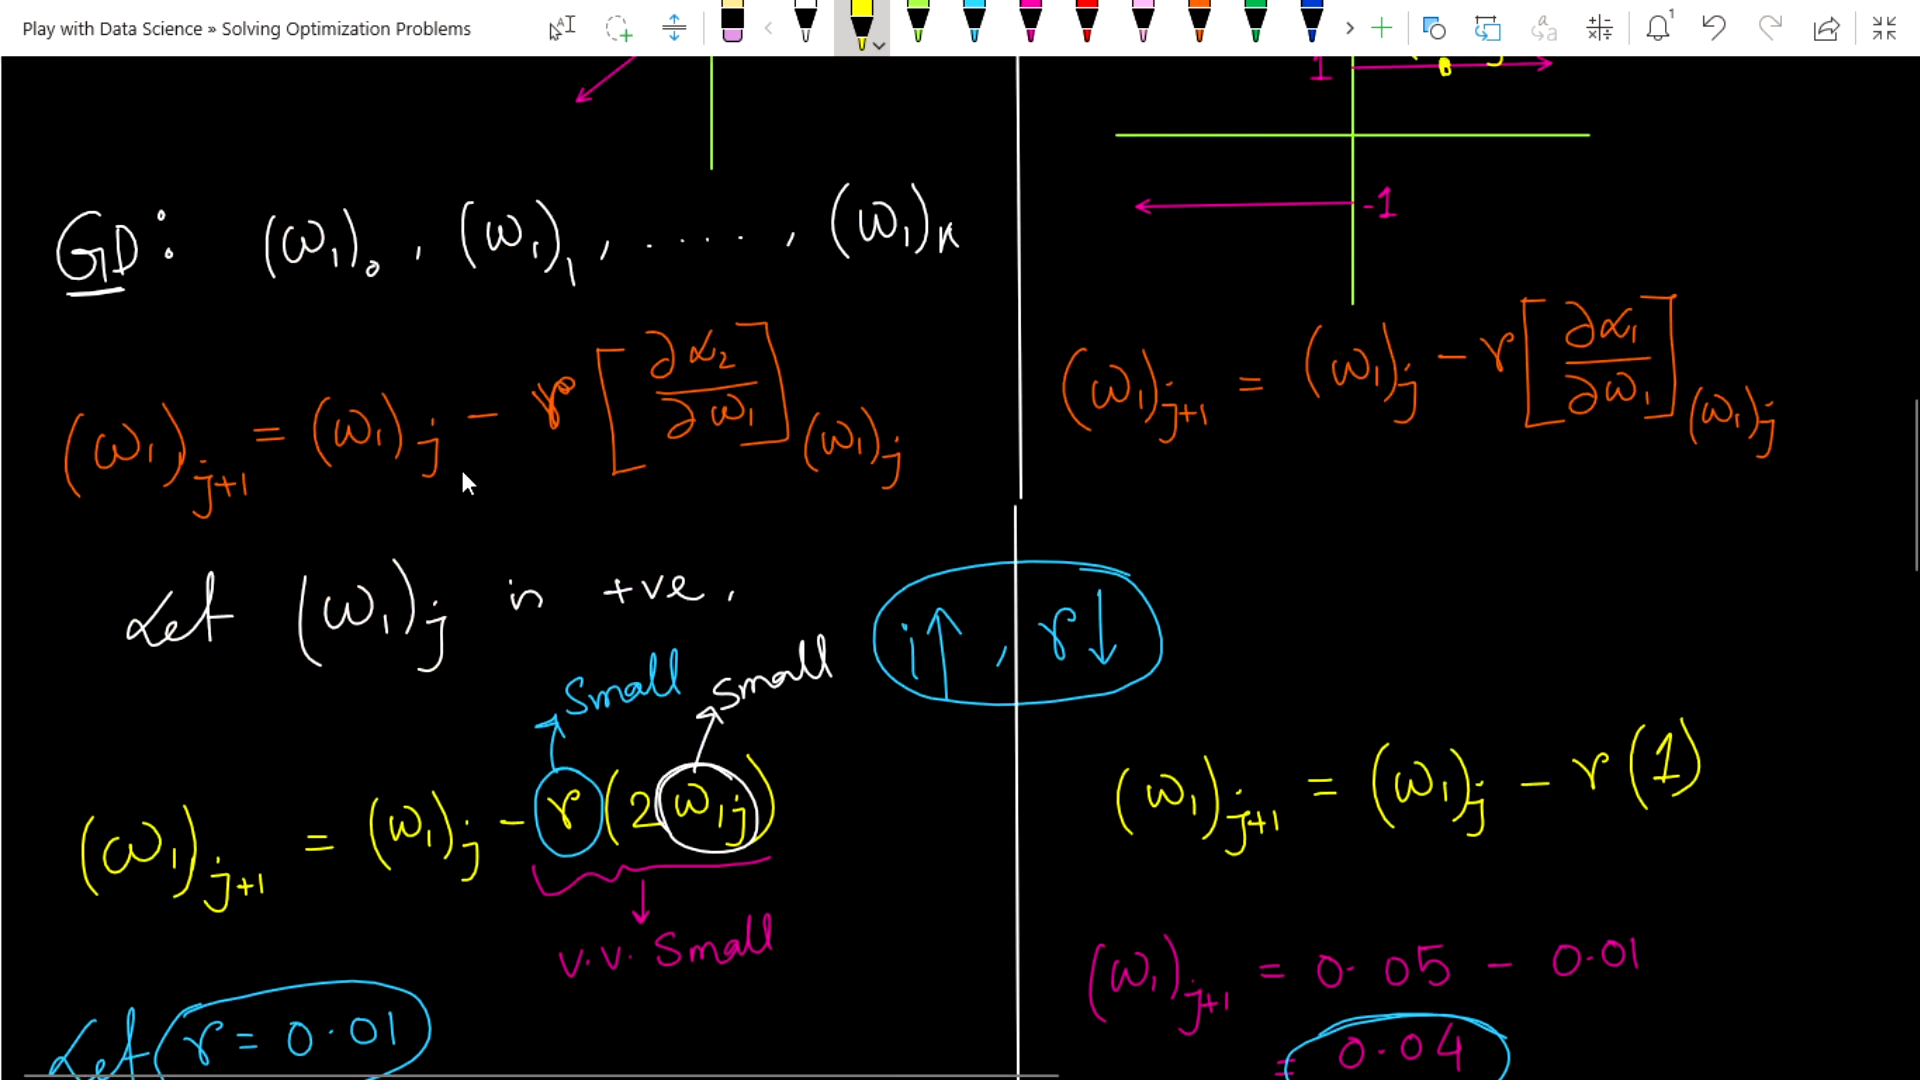 Play with Data Science » Solving Optimization Problems
1
-1
GD: (ω₁)₀, (ω₁)₁, ....., (ω₁)ₖ
(ω₁)ⱼ₊₁ = (ω₁)ⱼ - r [∂α₂/∂ω₁](ω₁)ⱼ
(ω₁)ⱼ₊₁ = (ω₁)ⱼ - r [∂α₁/∂ω₁](ω₁)ⱼ
Let (ω₁)ⱼ is +ve,
i↑, r↓
Small
Small
(ω₁)ⱼ₊₁ = (ω₁)ⱼ - r(2ω₁ⱼ)
V.V. Small
(ω₁)ⱼ₊₁ = (ω₁)ⱼ - r(1)
(ω₁)ⱼ₊₁ = 0.05 - 0.01
= 0.04
Let r = 0.01